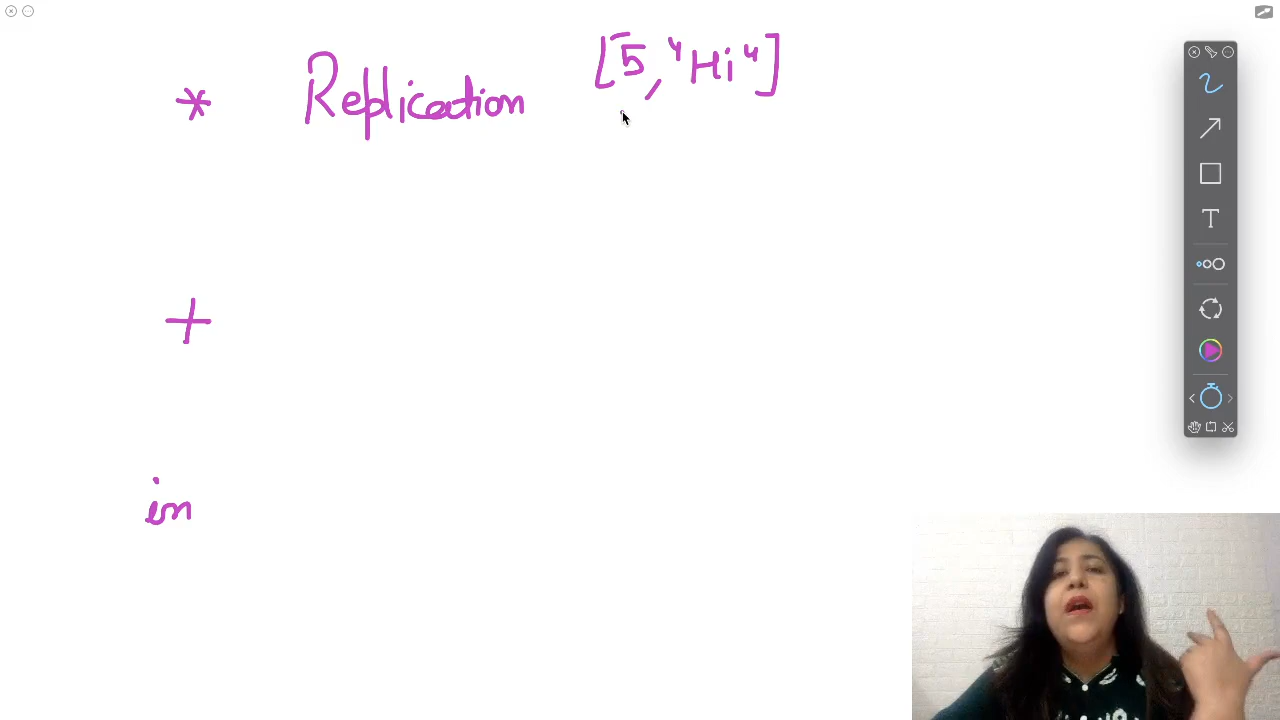 * Replication [5, "Hi"]
+
in
T